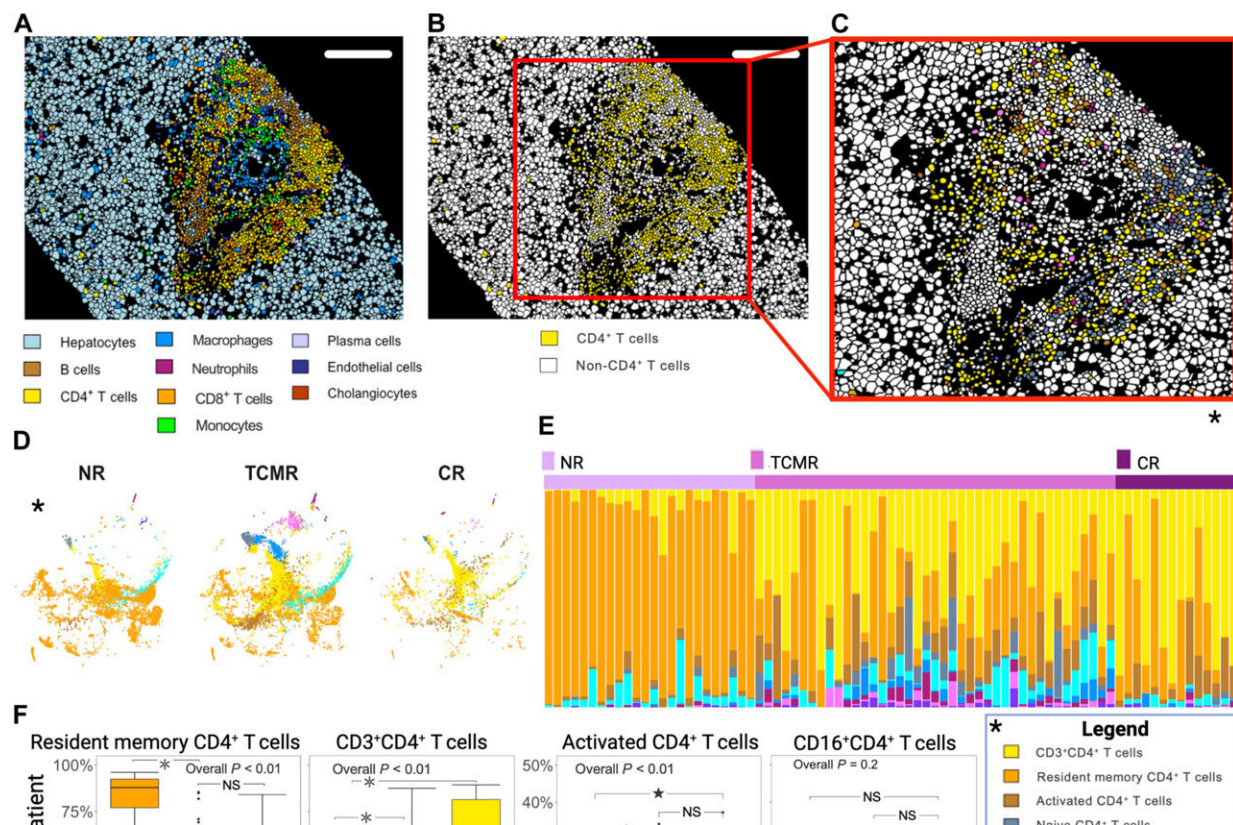 A
B
C
Hepatocytes
Macrophages
Plasma cells
B cells
Neutrophils
Endothelial cells
CD4⁺ T cells
CD8⁺ T cells
Cholangiocytes
Monocytes
CD4⁺ T cells
Non-CD4⁺ T cells
*
D
NR
TCMR
CR
*
E
NR
TCMR
CR
F
Resident memory CD4⁺ T cells
CD3⁺CD4⁺ T cells
Activated CD4⁺ T cells
CD16⁺CD4⁺ T cells
100%
75%
*
NS
Overall P < 0.01
Overall P < 0.01
*
*
50%
40%
Overall P < 0.01
★
NS
Overall P = 0.2
NS
NS
* Legend
CD3⁺CD4⁺ T cells
Resident memory CD4⁺ T cells
Activated CD4⁺ T cells
Naive CD4⁺ T cells